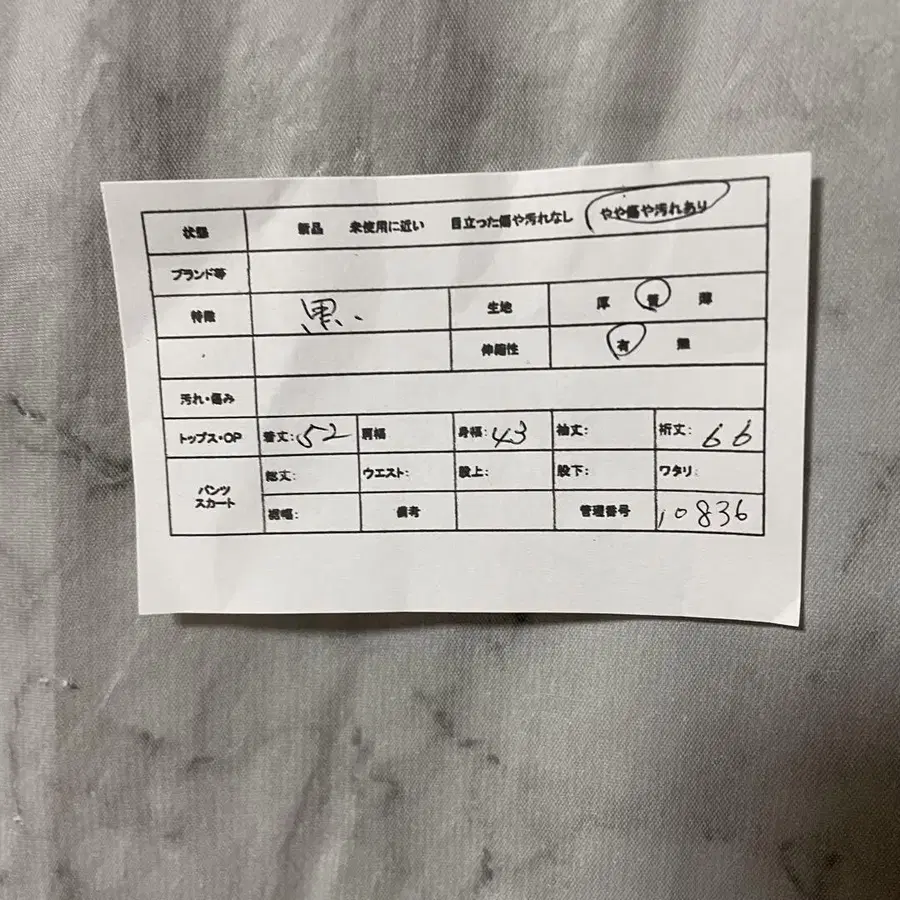 状態 新品 未使用に近い 目立った傷や汚れなし やや傷や汚れあり
ブランド等
特徴 黒 生地 厚 普 薄
伸縮性 有 無
汚れ・傷み
トップス・OP 着丈:52 肩幅 身幅:43 袖丈: 裄丈:66
パンツ スカート 総丈: ウエスト: 股上: 股下: ワタリ:
裾幅: 備考 管理番号 10836